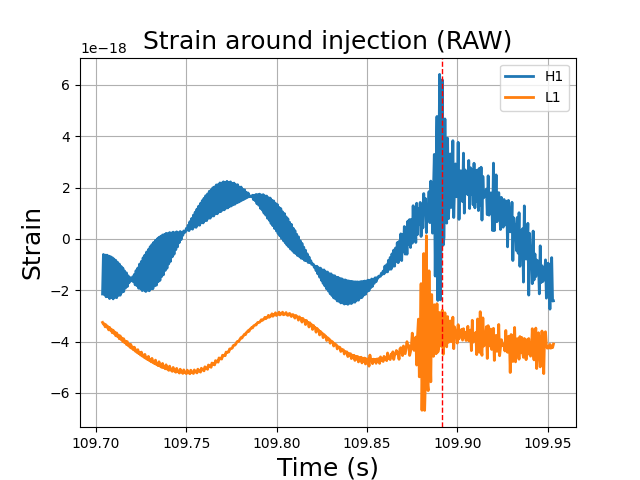 Strain around injection (RAW)
1e−18
H1
L1
6
4
2
0
−2
−4
−6
Strain
109.70 109.75 109.80 109.85 109.90 109.95
Time (s)